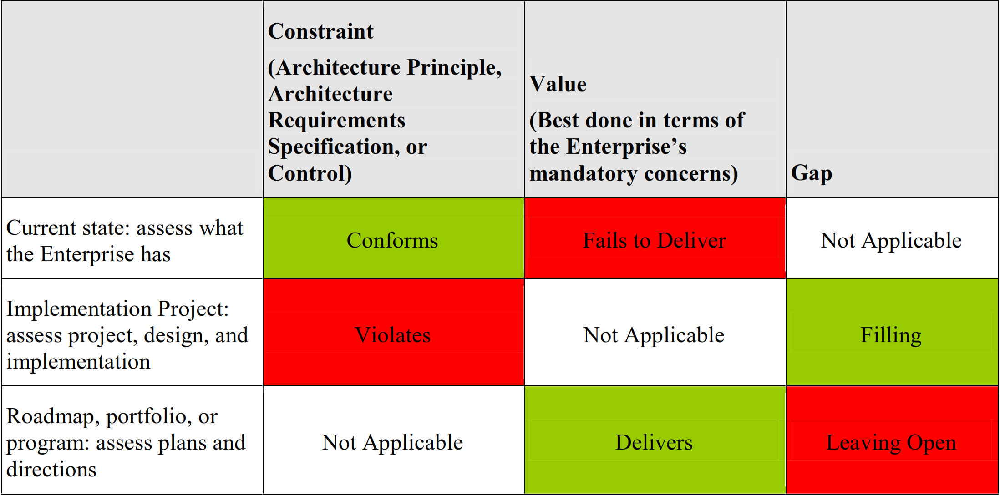 Constraint
(Architecture Principle,
Architecture
Requirements
Specification, or
Control)
Value
(Best done in terms of
the Enterprise’s
mandatory concerns)
Gap
Current state: assess what
the Enterprise has
Conforms
Fails to Deliver
Not Applicable
Implementation Project:
assess project, design, and
implementation
Violates
Not Applicable
Filling
Roadmap, portfolio, or
program: assess plans and
directions
Not Applicable
Delivers
Leaving Open